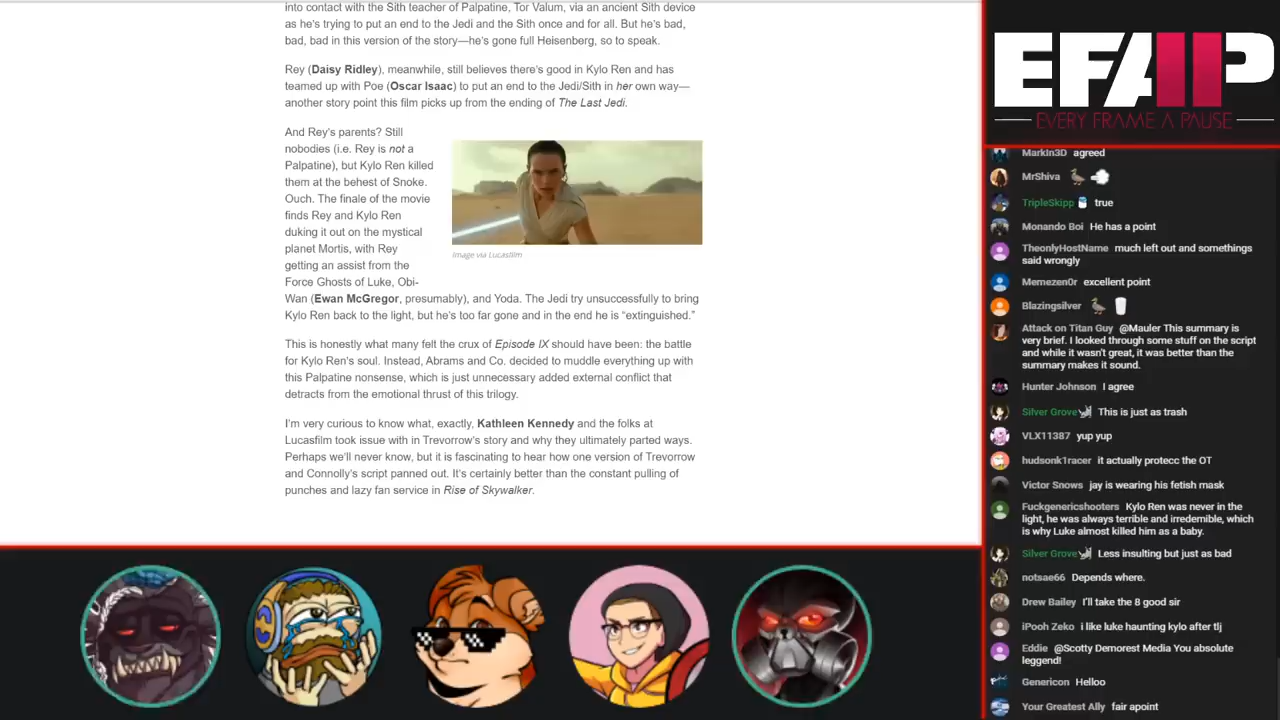 into contact with the Sith teacher of Palpatine, Tor Valum, via an ancient Sith device
as he's trying to put an end to the Jedi and the Sith once and for all. But he's bad,
bad, bad in this version of the story—he's gone full Heisenberg, so to speak.
Rey (Daisy Ridley), meanwhile, still believes there's good in Kylo Ren and has
teamed up with Poe (Oscar Isaac) to put an end to the Jedi/Sith in her own way—
another story point this film picks up from the ending of The Last Jedi.
And Rey's parents? Still
nobodies (i.e. Rey is not a
Palpatine), but Kylo Ren killed
them at the behest of Snoke.
Ouch. The finale of the movie
finds Rey and Kylo Ren
duking it out on the mystical
planet Mortis, with Rey
getting an assist from the
Force Ghosts of Luke, Obi-
Wan (Ewan McGregor, presumably), and Yoda. The Jedi try unsuccessfully to bring
Kylo Ren back to the light, but he's too far gone and in the end he is “extinguished.”
Image via Lucasfilm
This is honestly what many felt the crux of Episode IX should have been: the battle
for Kylo Ren's soul. Instead, Abrams and Co. decided to muddle everything up with
this Palpatine nonsense, which is just unnecessary added external conflict that
detracts from the emotional thrust of this trilogy.
I'm very curious to know what, exactly, Kathleen Kennedy and the folks at
Lucasfilm took issue with in Trevorrow's story and why they ultimately parted ways.
Perhaps we'll never know, but it is fascinating to hear how one version of Trevorrow
and Connolly's script panned out. It's certainly better than the constant pulling of
punches and lazy fan service in Rise of Skywalker.
EFAP
EVERY FRAME A PAUSE
MarkIn3D agreed
MrShiva
TripleSkipp true
Monando Boi He has a point
TheonlyHostName much left out and somethings
said wrongly
Memezen0r excellent point
Blazingsilver
Attack on Titan Guy @Mauler This summary is
very brief. I looked through some stuff on the script
and while it wasn't great, it was better than the
summary makes it sound.
Hunter Johnson I agree
Silver Grove This is just as trash
VLX11387 yup yup
hudsonk1racer it actually protecc the OT
Victor Snows jay is wearing his fetish mask
Fuckgenericshooters Kylo Ren was never in the
light, he was always terrible and irredemible, which
is why Luke almost killed him as a baby.
Silver Grove Less insulting but just as bad
notsae66 Depends where.
Drew Bailey I'll take the 8 good sir
iPooh Zeko i like luke haunting kylo after tlj
Eddie @Scotty Demorest Media You absolute
leggend!
Genericon Helloo
Your Greatest Ally fair apoint